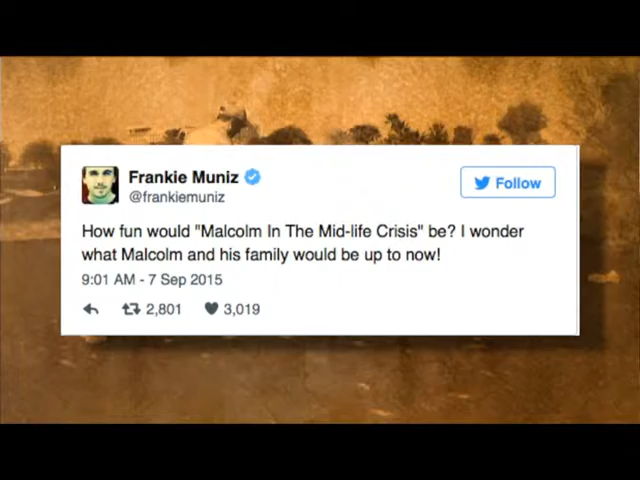 Frankie Muniz
@frankiemuniz
Follow
How fun would "Malcolm In The Mid-life Crisis" be? I wonder
what Malcolm and his family would be up to now!
9:01 AM - 7 Sep 2015
2,801 3,019